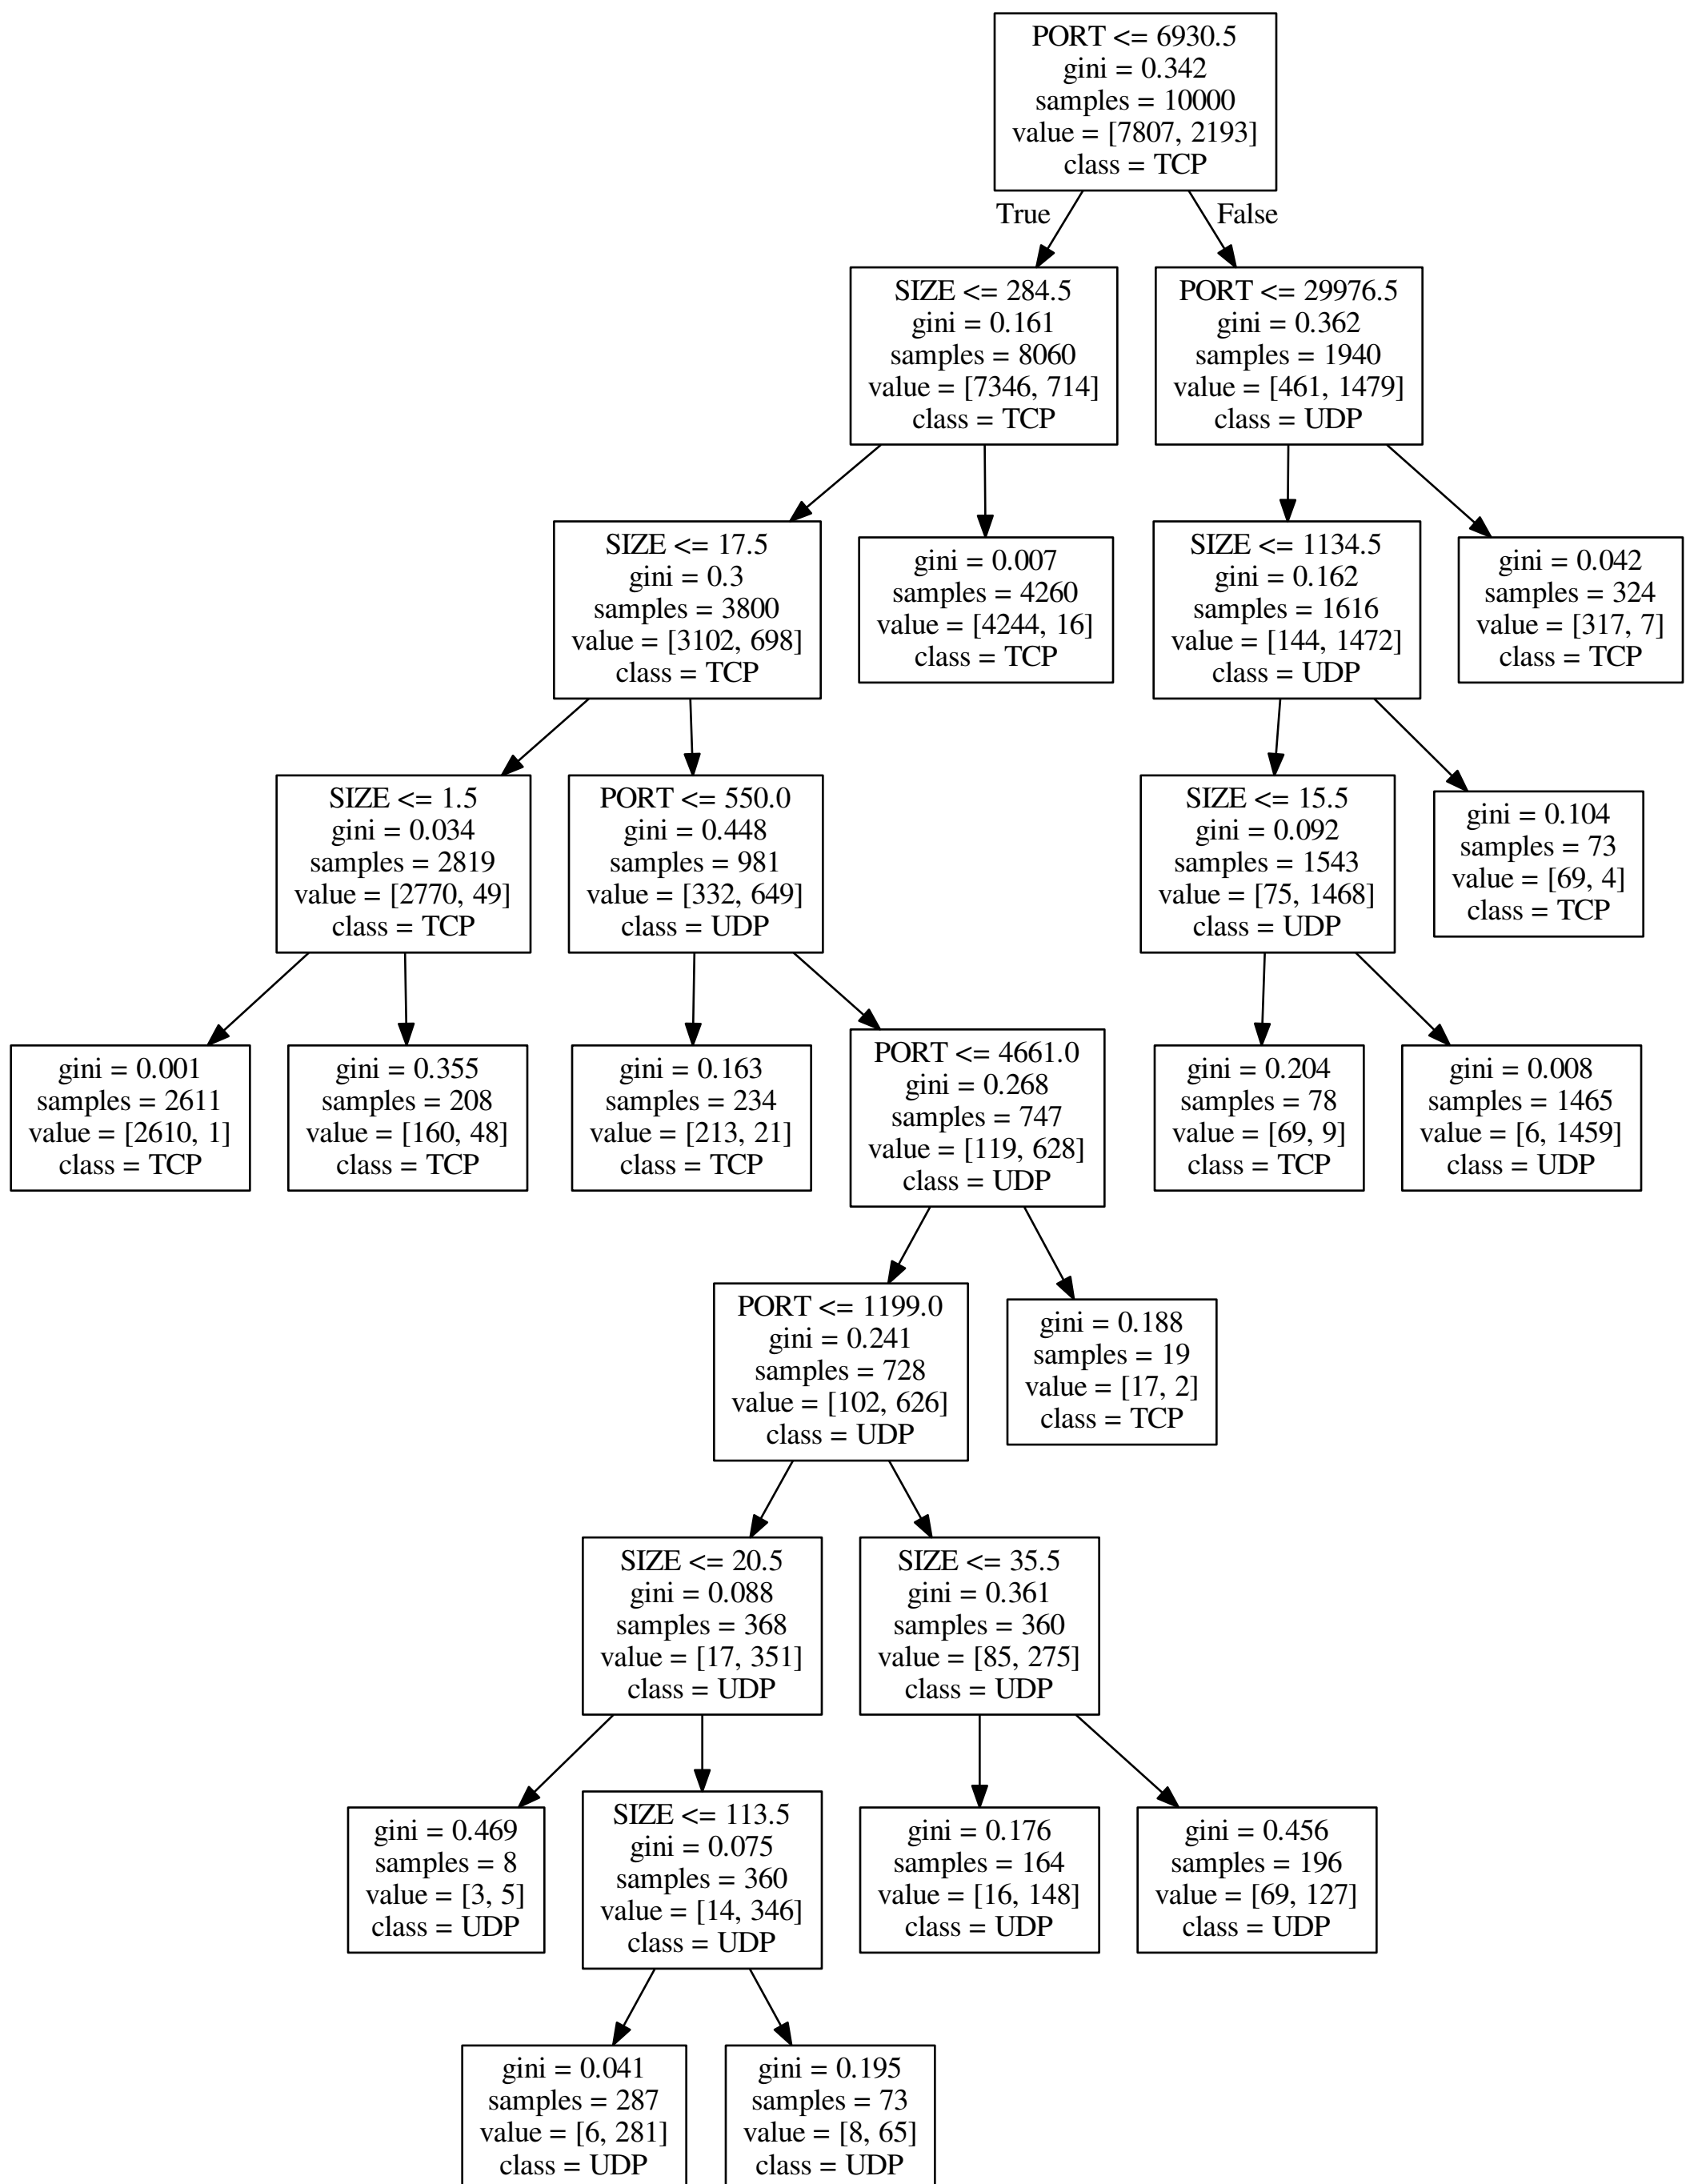 PORT <= 6930.5
gini = 0.342
samples = 10000
value = [7807, 2193]
class = TCP
True
False
SIZE <= 284.5
gini = 0.161
samples = 8060
value = [7346, 714]
class = TCP
PORT <= 29976.5
gini = 0.362
samples = 1940
value = [461, 1479]
class = UDP
SIZE <= 17.5
gini = 0.3
samples = 3800
value = [3102, 698]
class = TCP
gini = 0.007
samples = 4260
value = [4244, 16]
class = TCP
SIZE <= 1134.5
gini = 0.162
samples = 1616
value = [144, 1472]
class = UDP
gini = 0.042
samples = 324
value = [317, 7]
class = TCP
SIZE <= 1.5
gini = 0.034
samples = 2819
value = [2770, 49]
class = TCP
PORT <= 550.0
gini = 0.448
samples = 981
value = [332, 649]
class = UDP
SIZE <= 15.5
gini = 0.092
samples = 1543
value = [75, 1468]
class = UDP
gini = 0.104
samples = 73
value = [69, 4]
class = TCP
gini = 0.001
samples = 2611
value = [2610, 1]
class = TCP
gini = 0.355
samples = 208
value = [160, 48]
class = TCP
gini = 0.163
samples = 234
value = [213, 21]
class = TCP
PORT <= 4661.0
gini = 0.268
samples = 747
value = [119, 628]
class = UDP
gini = 0.204
samples = 78
value = [69, 9]
class = TCP
gini = 0.008
samples = 1465
value = [6, 1459]
class = UDP
PORT <= 1199.0
gini = 0.241
samples = 728
value = [102, 626]
class = UDP
gini = 0.188
samples = 19
value = [17, 2]
class = TCP
SIZE <= 20.5
gini = 0.088
samples = 368
value = [17, 351]
class = UDP
SIZE <= 35.5
gini = 0.361
samples = 360
value = [85, 275]
class = UDP
gini = 0.469
samples = 8
value = [3, 5]
class = UDP
SIZE <= 113.5
gini = 0.075
samples = 360
value = [14, 346]
class = UDP
gini = 0.176
samples = 164
value = [16, 148]
class = UDP
gini = 0.456
samples = 196
value = [69, 127]
class = UDP
gini = 0.041
samples = 287
value = [6, 281]
class = UDP
gini = 0.195
samples = 73
value = [8, 65]
class = UDP